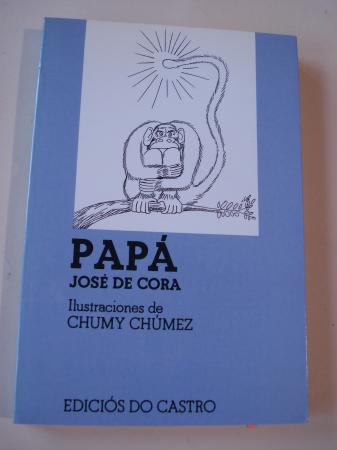 PAPÁ
JOSÉ DE CORA
Ilustraciones de
CHUMY CHÚMEZ
EDICIÓS DO CASTRO